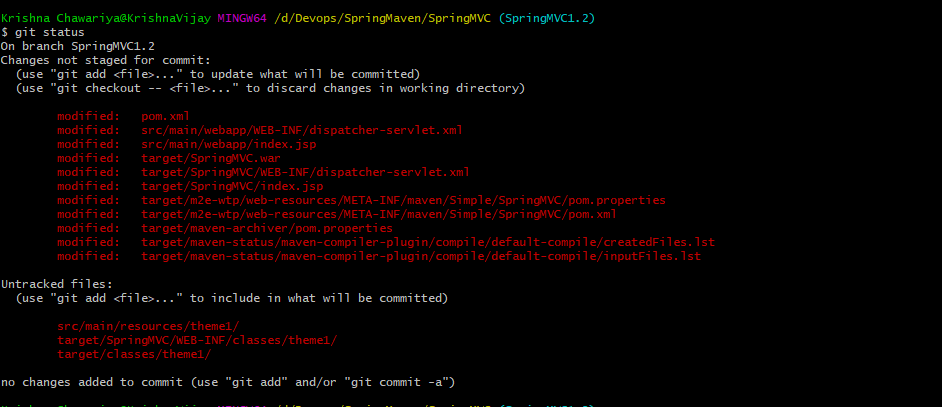 Krishna Chawariya@KrishnaVijay MINGW64 /d/Devops/SpringMaven/SpringMVC (SpringMVC1.2)
$ git status
On branch SpringMVC1.2
Changes not staged for commit:
  (use "git add <file>..." to update what will be committed)
  (use "git checkout -- <file>..." to discard changes in working directory)

        modified:   pom.xml
        modified:   src/main/webapp/WEB-INF/dispatcher-servlet.xml
        modified:   src/main/webapp/index.jsp
        modified:   target/SpringMVC.war
        modified:   target/SpringMVC/WEB-INF/dispatcher-servlet.xml
        modified:   target/SpringMVC/index.jsp
        modified:   target/m2e-wtp/web-resources/META-INF/maven/Simple/SpringMVC/pom.properties
        modified:   target/m2e-wtp/web-resources/META-INF/maven/Simple/SpringMVC/pom.xml
        modified:   target/maven-archiver/pom.properties
        modified:   target/maven-status/maven-compiler-plugin/compile/default-compile/createdFiles.lst
        modified:   target/maven-status/maven-compiler-plugin/compile/default-compile/inputFiles.lst

Untracked files:
  (use "git add <file>..." to include in what will be committed)

        src/main/resources/theme1/
        target/SpringMVC/WEB-INF/classes/theme1/
        target/classes/theme1/

no changes added to commit (use "git add" and/or "git commit -a")